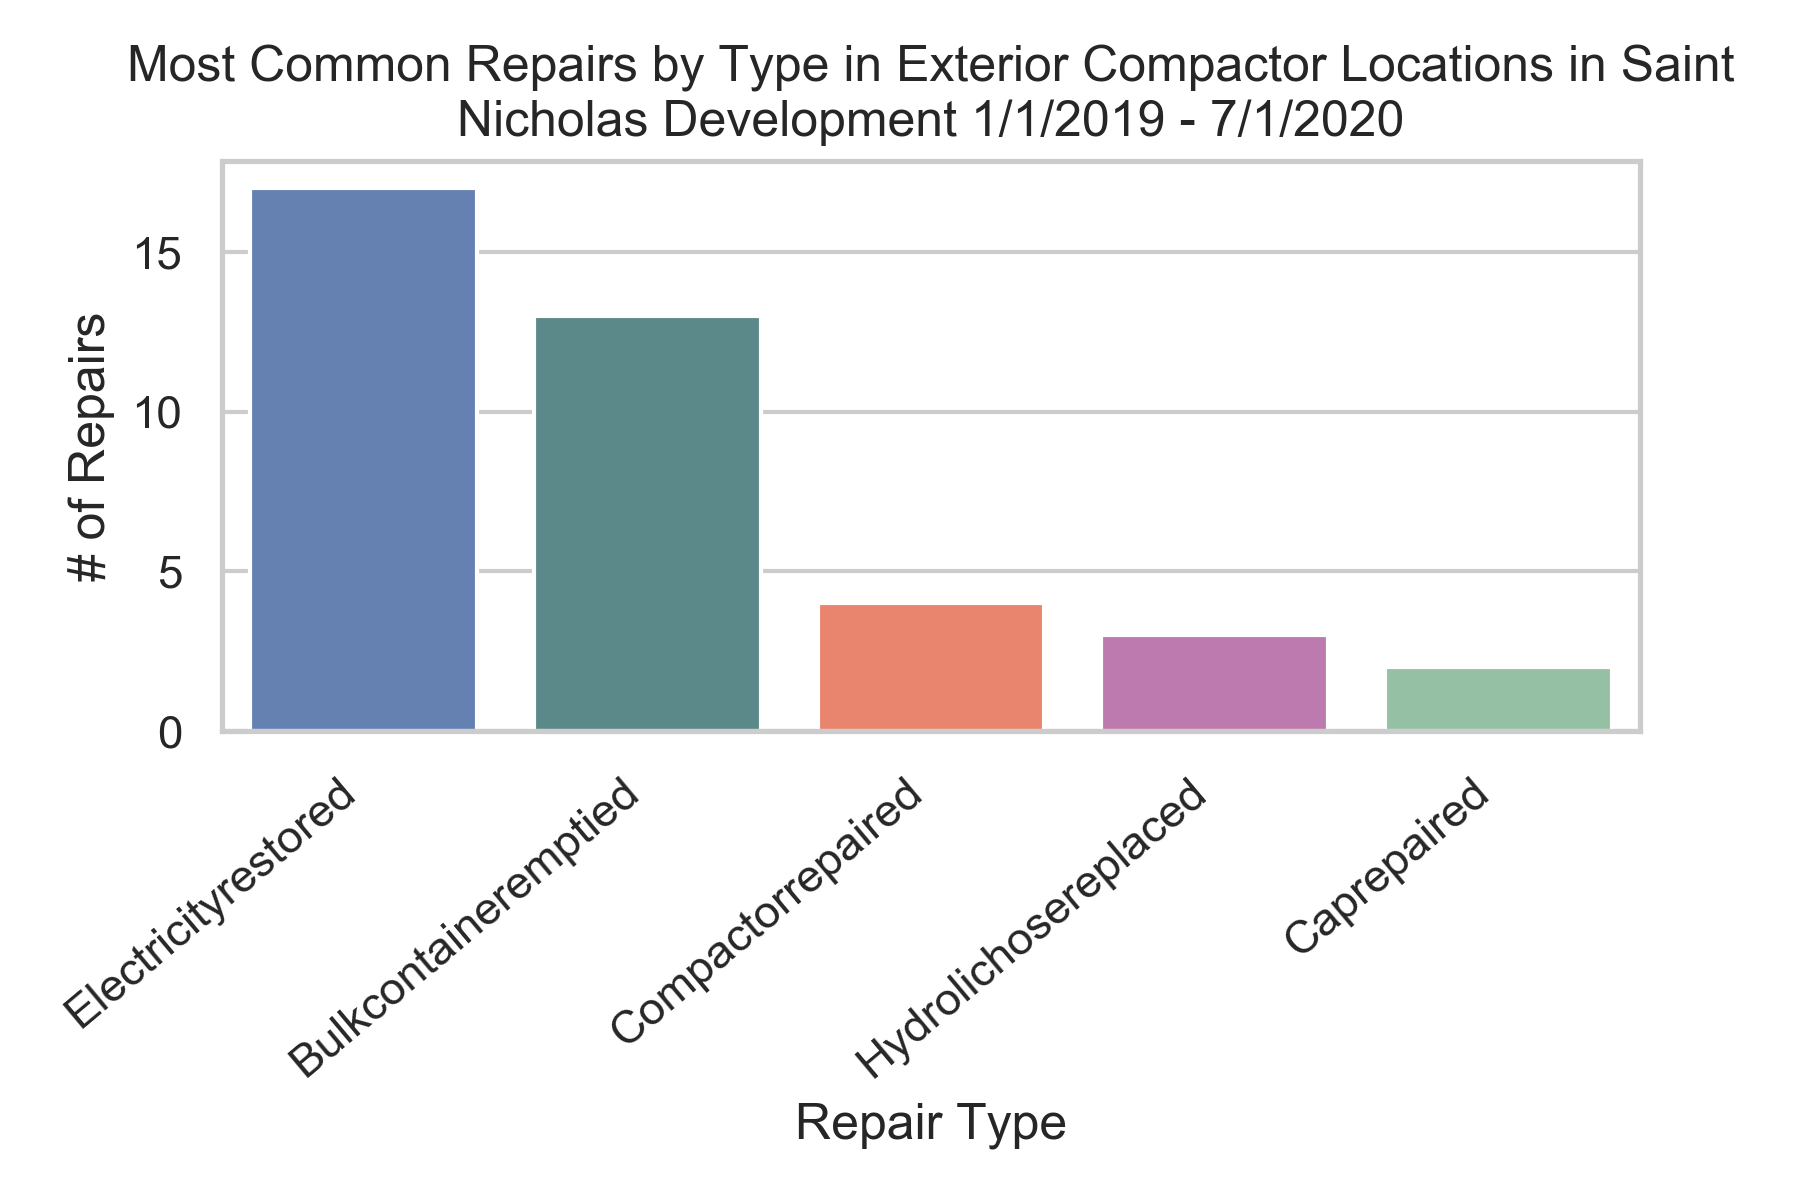 Most Common Repairs by Type in Exterior Compactor Locations in Saint
Nicholas Development 1/1/2019 - 7/1/2020
# of Repairs
15
10
5
0
Electricityrestored
Bulkcontaineremptied
Compactorrepaired
Hydrolichosereplaced
Caprepaired
Repair Type